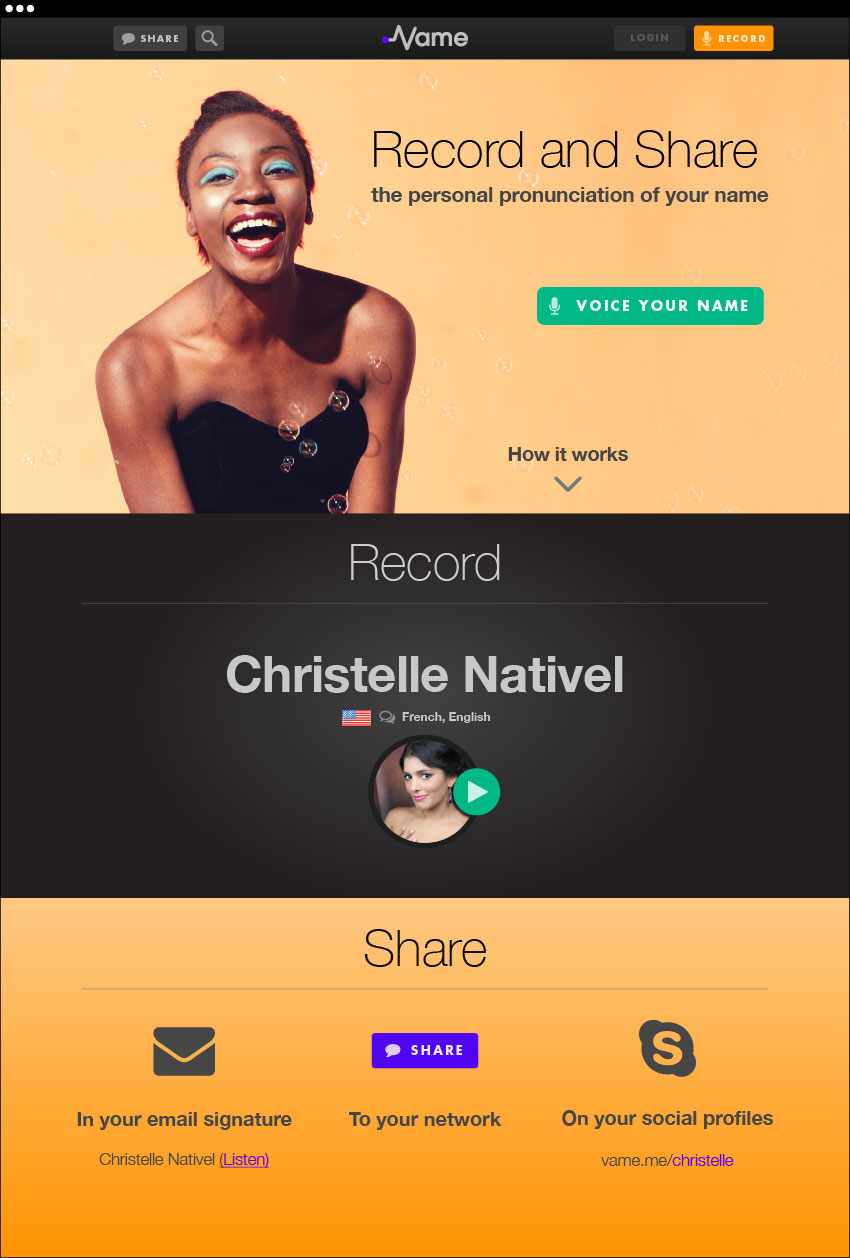 SHARE
Name
LOGIN
RECORD
Record and Share
the personal pronunciation of your name
VOICE YOUR NAME
How it works
Record
Christelle Nativel
French, English
Share
S
SHARE
In your email signature
To your network
On your social profiles
Christelle Nativel (Listen)
vame.me/christelle